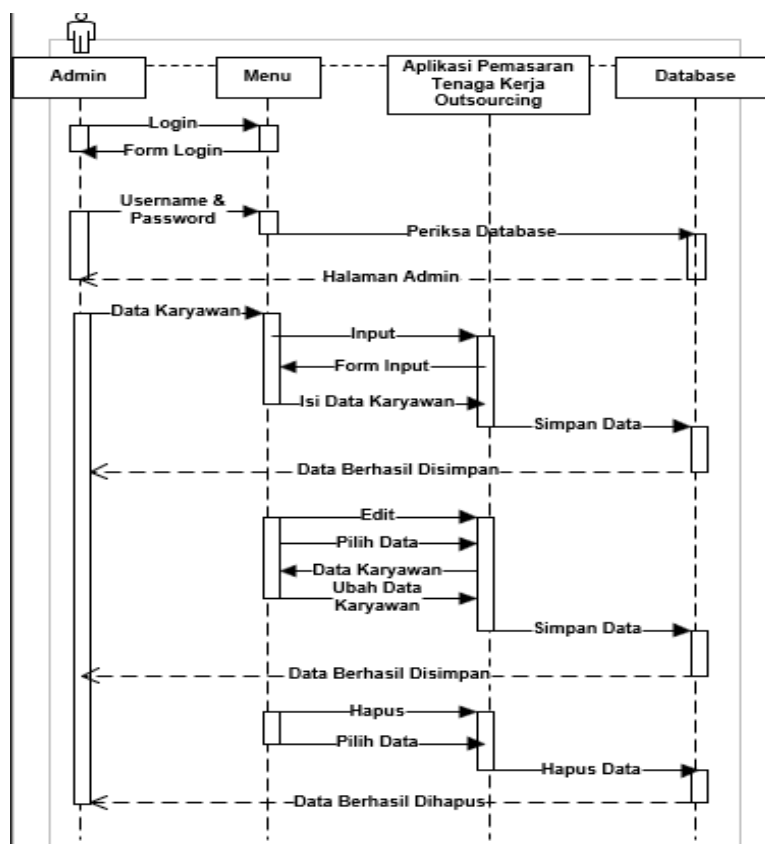 Admin
Menu
Aplikasi Pemasaran
Tenaga Kerja
Outsourcing
Database
Login
Form Login
Username &
Password
Periksa Database
Halaman Admin
Data Karyawan
Input
Form Input
Isi Data Karyawan
Simpan Data
Data Berhasil Disimpan
Edit
Pilih Data
Data Karyawan
Ubah Data
Karyawan
Simpan Data
Data Berhasil Disimpan
Hapus
Pilih Data
Hapus Data
Data Berhasil Dihapus